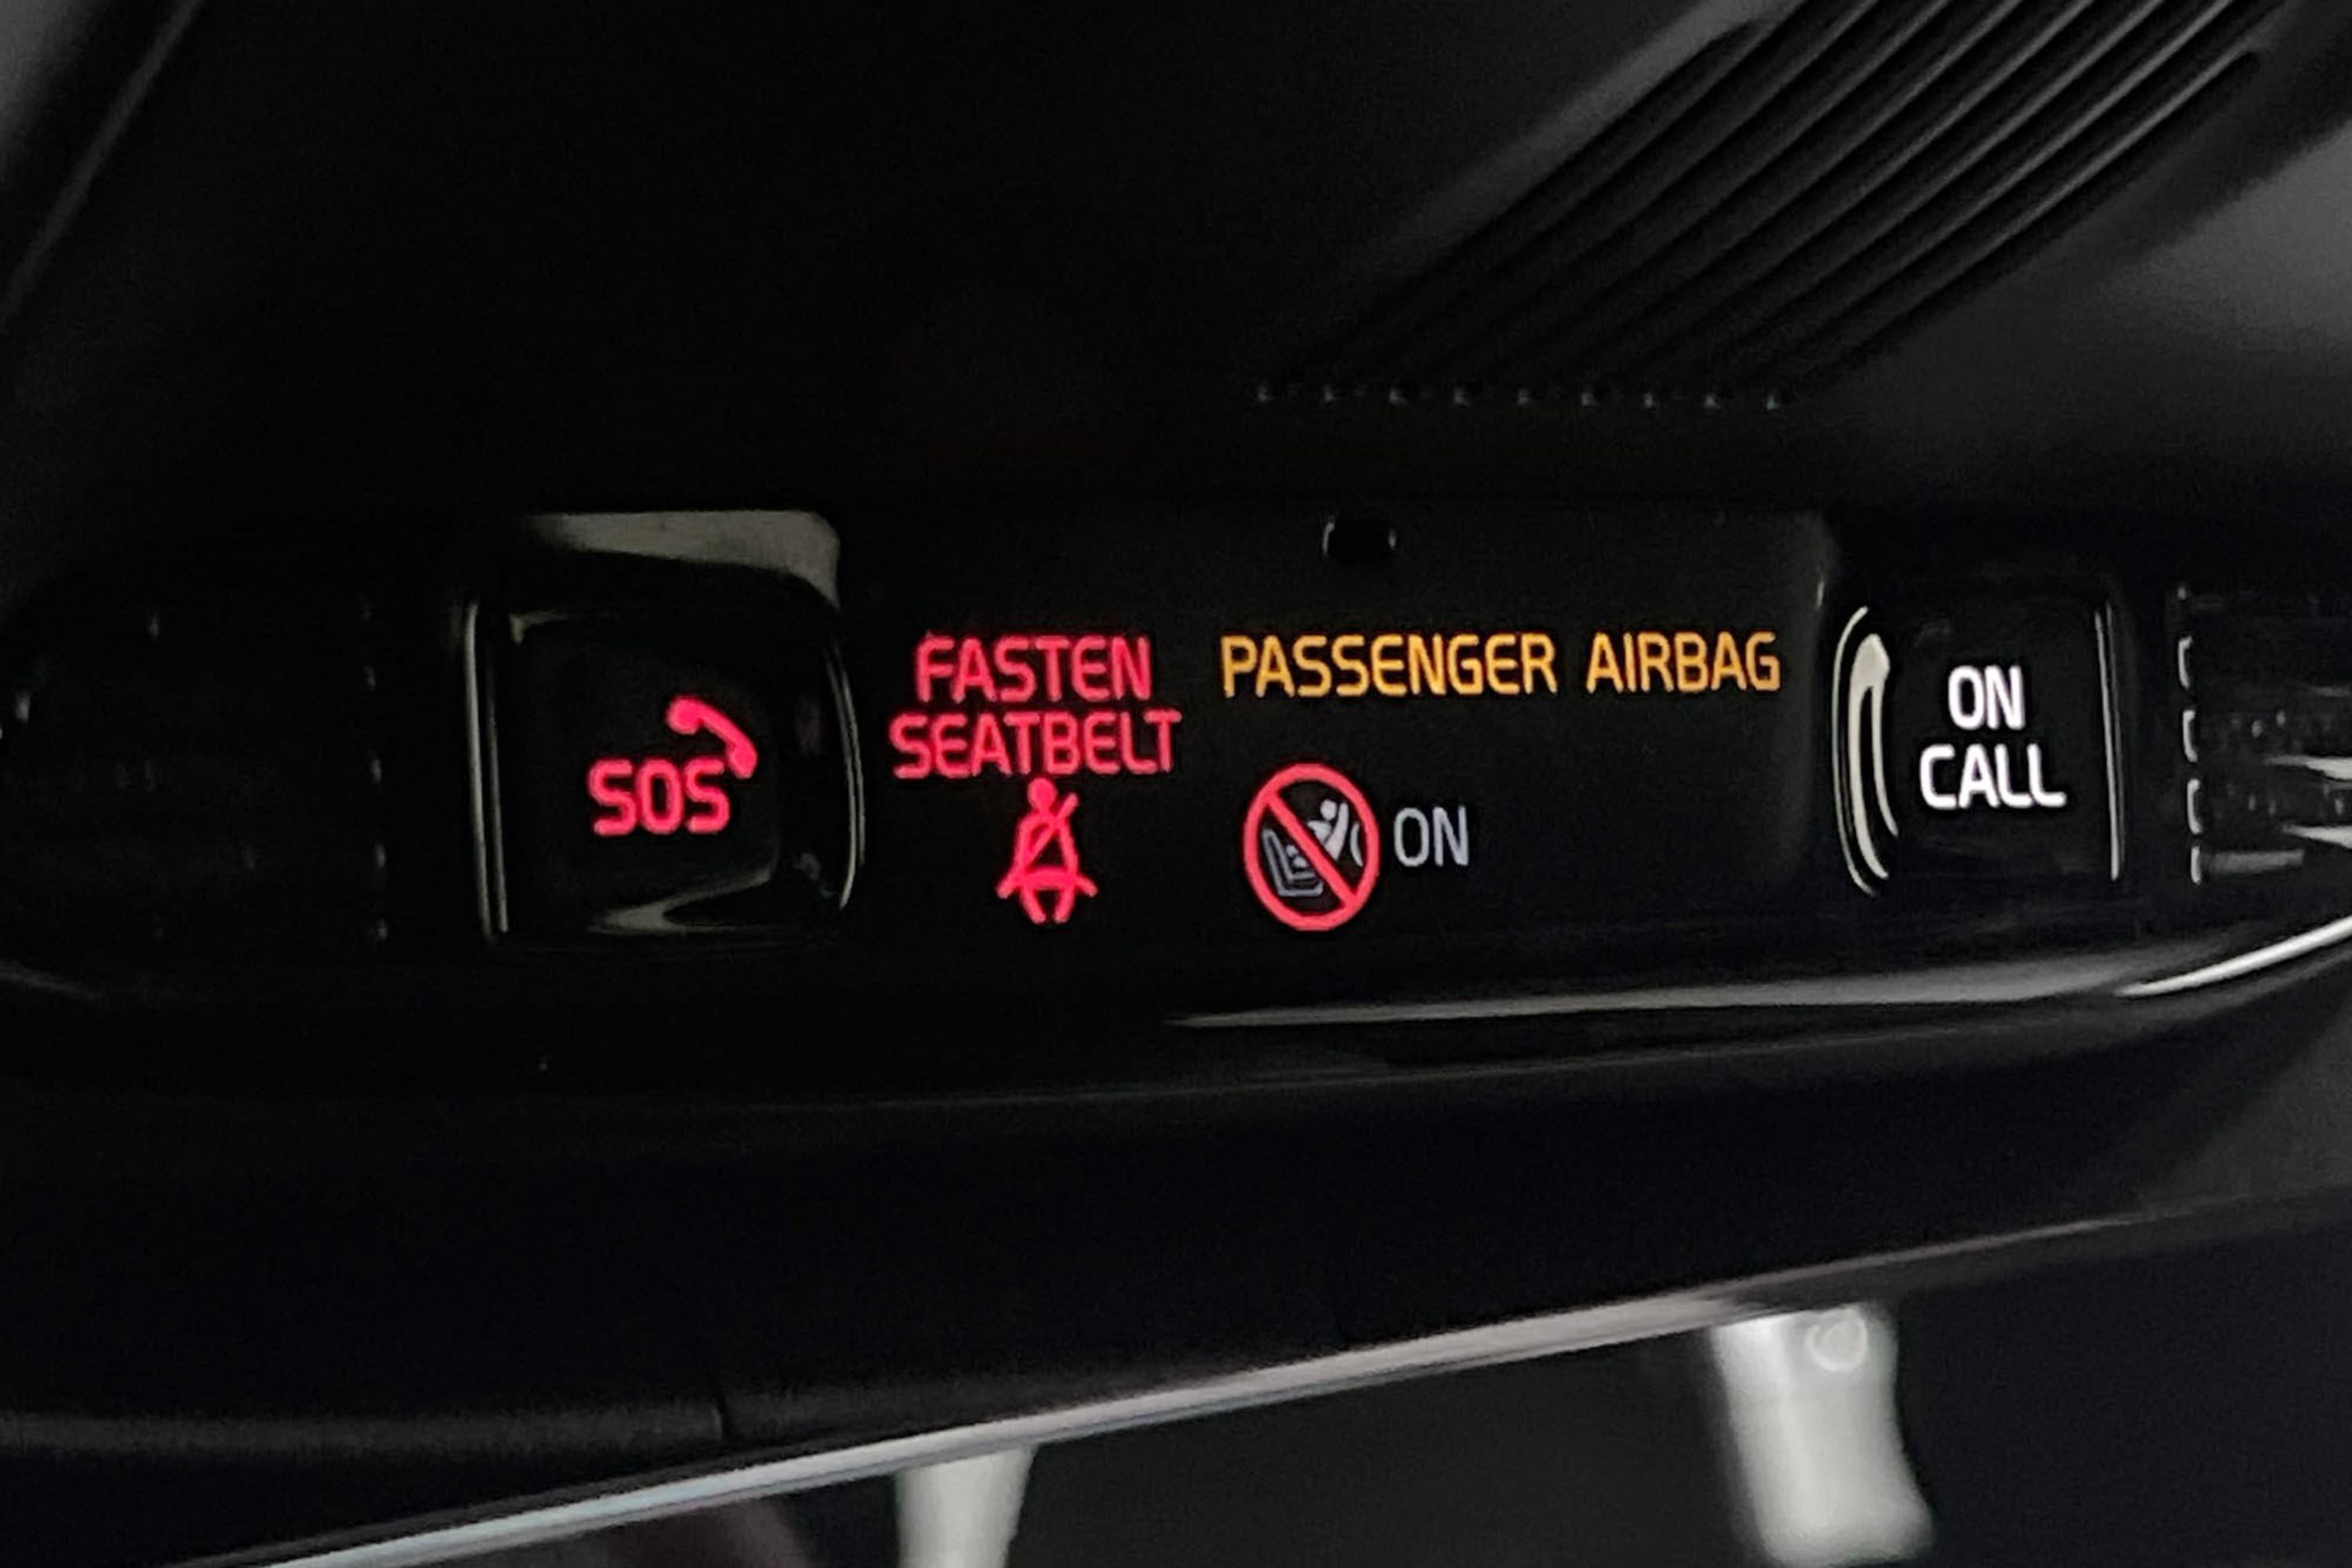 SOS
FASTEN
SEATBELT
PASSENGER AIRBAG
ON
ON
CALL